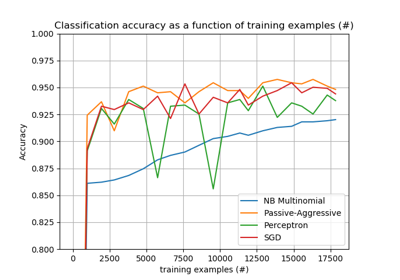 Classification accuracy as a function of training examples (#)
1.000
0.975
0.950
0.925
0.900
0.875
0.850
0.825
0.800
Accuracy
NB Multinomial
Passive-Aggressive
Perceptron
SGD
0 2500 5000 7500 10000 12500 15000 17500
training examples (#)